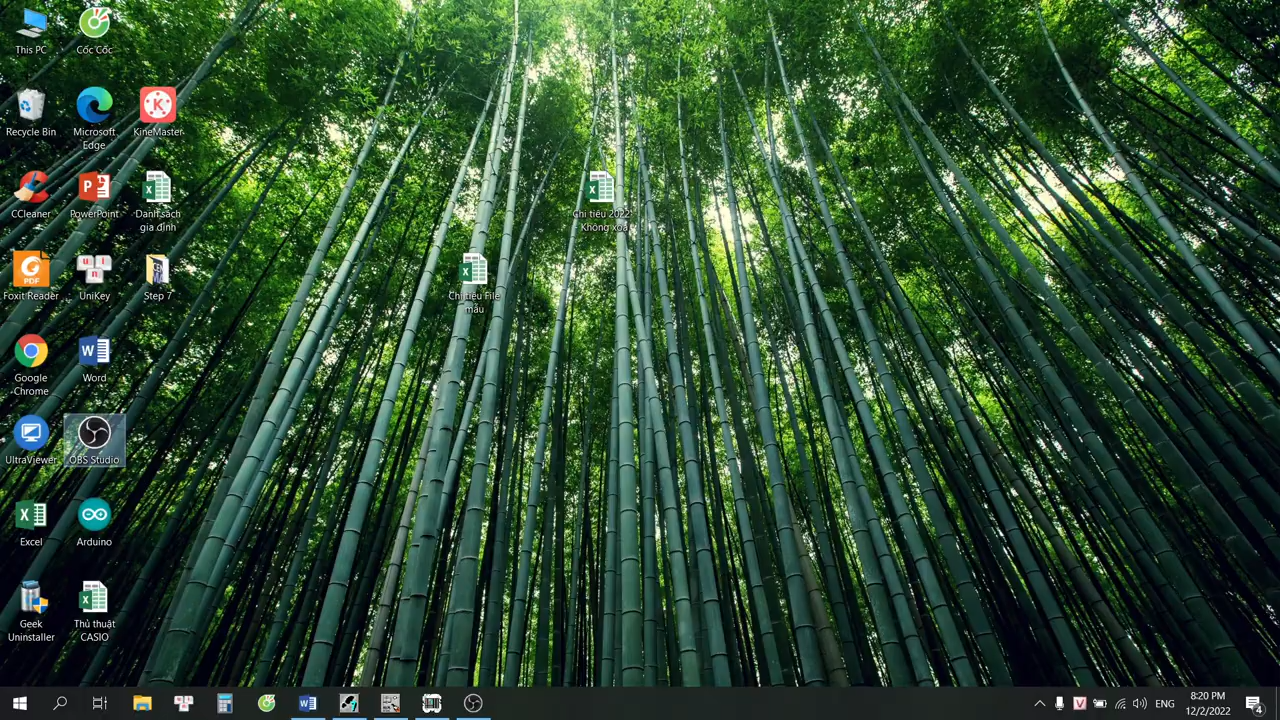 This PC
Cốc Cốc
Recycle Bin
Microsoft
Edge
KineMaster
CCleaner
PowerPoint
Danh sách
gia đình
Chi tiêu 2022
Không xoá
Foxit Reader
UniKey
Step 7
Chi tiêu File
mẫu
Google
Chrome
Word
UltraViewer
OBS Studio
Excel
Arduino
Geek
Uninstaller
Thủ thuật
CASIO
ENG
8:20 PM
12/2/2022
4